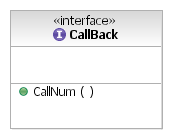 «interface»
CallBack
CallNum ( )